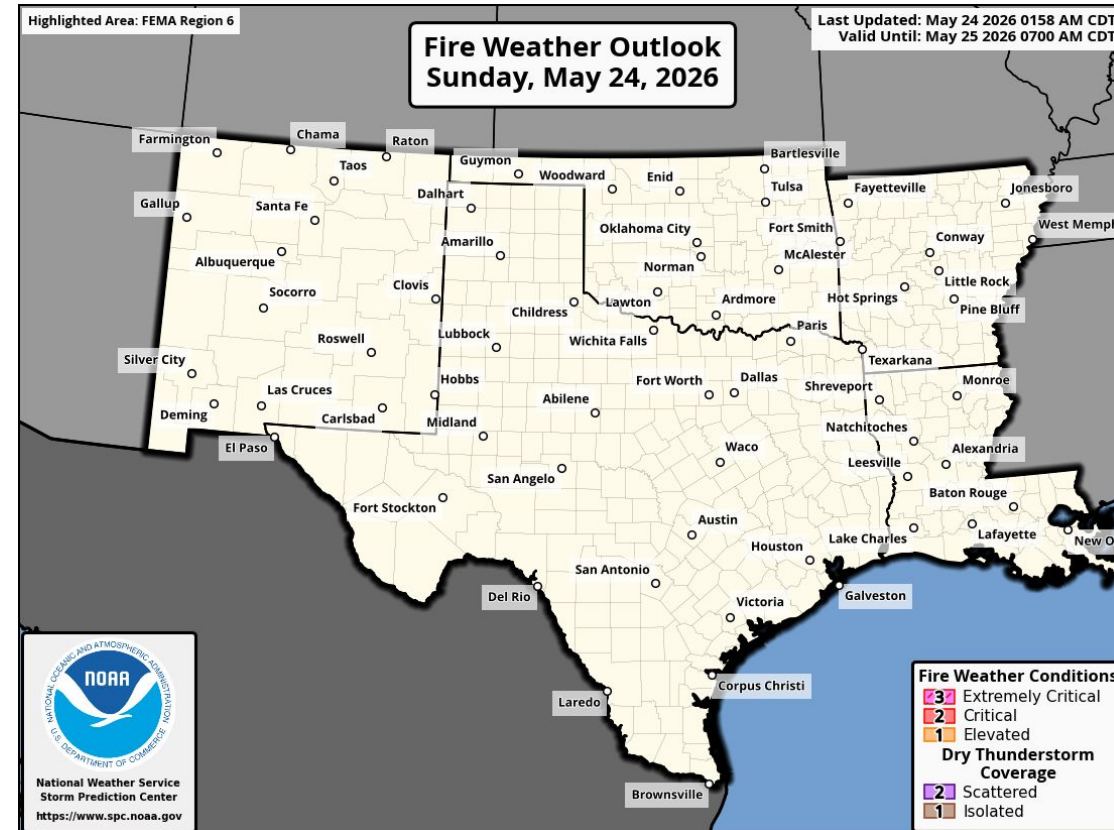 Highlighted Area: FEMA Region 6
Last Updated: May 24 2026 0158 AM CDT
Valid Until: May 25 2026 0700 AM CDT
Fire Weather Outlook
Sunday, May 24, 2026
Farmington
Chama
Raton
Taos
Guymon
Woodward
Enid
Bartlesville
Tulsa
Fayetteville
Jonesboro
Gallup
Santa Fe
Dalhart
Amarillo
Oklahoma City
Fort Smith
West Memph
Conway
Albuquerque
Norman
McAlester
Little Rock
Socorro
Clovis
Childress
Lawton
Ardmore
Hot Springs
Pine Bluff
Roswell
Lubbock
Wichita Falls
Paris
Texarkana
Silver City
Las Cruces
Hobbs
Abilene
Fort Worth
Dallas
Shreveport
Monroe
Deming
Carlsbad
Midland
Natchitoches
El Paso
San Angelo
Waco
Leesville
Alexandria
Fort Stockton
Baton Rouge
Austin
Houston
Lake Charles
Lafayette
New O
San Antonio
Del Rio
Victoria
Galveston
Laredo
Corpus Christi
Brownsville
NATIONAL OCEANIC AND ATMOSPHERIC ADMINISTRATION
NOAA
U.S. DEPARTMENT OF COMMERCE
National Weather Service
Storm Prediction Center
https://www.spc.noaa.gov
Fire Weather Conditions
3 Extremely Critical
2 Critical
1 Elevated
Dry Thunderstorm
Coverage
2 Scattered
1 Isolated